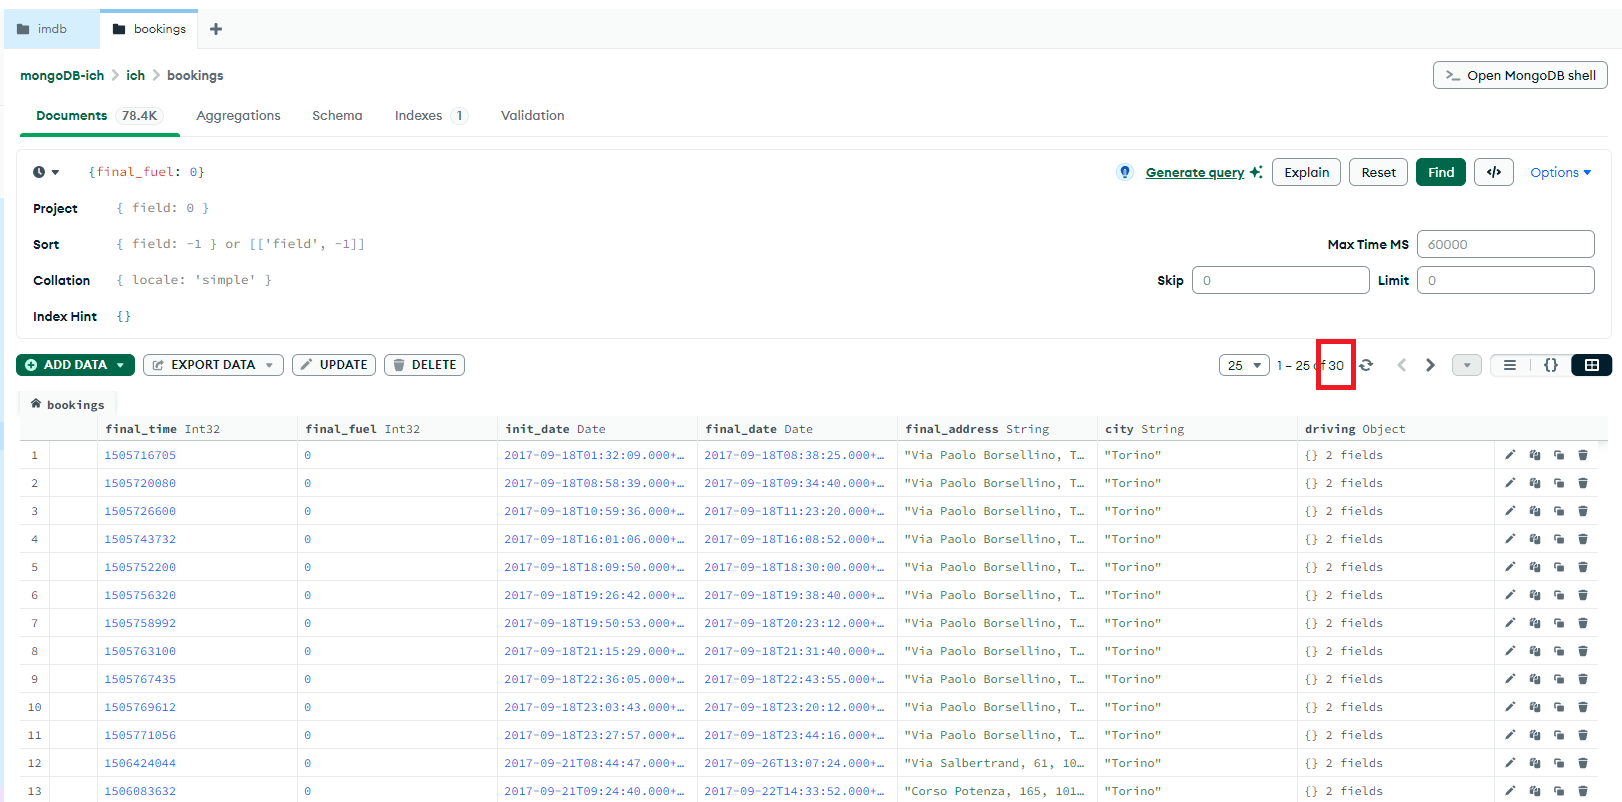 imdb bookings
mongoDB-ich > ich > bookings >_ Open MongoDB shell
Documents 78.4K Aggregations Schema Indexes 1 Validation
{final_fuel: 0} Generate query Explain Reset Find </> Options
Project { field: 0 }
Sort { field: -1 } or [['field', -1]] Max Time MS 60000
Collation { locale: 'simple' } Skip 0 Limit 0
Index Hint {}
ADD DATA EXPORT DATA UPDATE DELETE 25 1 – 25 of 30 {}
bookings
final_time Int32 final_fuel Int32 init_date Date final_date Date final_address String city String driving Object
1 1505716705 0 2017-09-18T01:32:09.000+… 2017-09-18T08:38:25.000+… "Via Paolo Borsellino, T… "Torino" {} 2 fields
2 1505720080 0 2017-09-18T08:58:39.000+… 2017-09-18T09:34:40.000+… "Via Paolo Borsellino, T… "Torino" {} 2 fields
3 1505726600 0 2017-09-18T10:59:36.000+… 2017-09-18T11:23:20.000+… "Via Paolo Borsellino, T… "Torino" {} 2 fields
4 1505743732 0 2017-09-18T16:01:06.000+… 2017-09-18T16:08:52.000+… "Via Paolo Borsellino, T… "Torino" {} 2 fields
5 1505752200 0 2017-09-18T18:09:50.000+… 2017-09-18T18:30:00.000+… "Via Paolo Borsellino, T… "Torino" {} 2 fields
6 1505756320 0 2017-09-18T19:26:42.000+… 2017-09-18T19:38:40.000+… "Via Paolo Borsellino, T… "Torino" {} 2 fields
7 1505758992 0 2017-09-18T19:50:53.000+… 2017-09-18T20:23:12.000+… "Via Paolo Borsellino, T… "Torino" {} 2 fields
8 1505763100 0 2017-09-18T21:15:29.000+… 2017-09-18T21:31:40.000+… "Via Paolo Borsellino, T… "Torino" {} 2 fields
9 1505767435 0 2017-09-18T22:36:05.000+… 2017-09-18T22:43:55.000+… "Via Paolo Borsellino, T… "Torino" {} 2 fields
10 1505769612 0 2017-09-18T23:03:43.000+… 2017-09-18T23:20:12.000+… "Via Paolo Borsellino, T… "Torino" {} 2 fields
11 1505771056 0 2017-09-18T23:27:57.000+… 2017-09-18T23:44:16.000+… "Via Paolo Borsellino, T… "Torino" {} 2 fields
12 1506424044 0 2017-09-21T08:44:47.000+… 2017-09-26T13:07:24.000+… "Via Salbertrand, 61, 10… "Torino" {} 2 fields
13 1506083632 0 2017-09-21T09:24:40.000+… 2017-09-22T14:33:52.000+… "Corso Potenza, 165, 101… "Torino" {} 2 fields